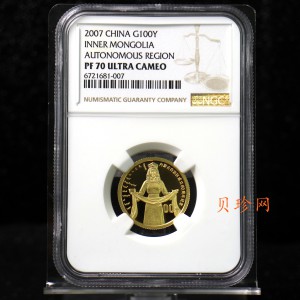 2007 CHINA G100Y
INNER MONGOLIA
AUTONOMOUS REGION
PF 70 ULTRA CAMEO
6721681-007
NUMISMATIC GUARANTY COMPANY
NGC
贝珍网